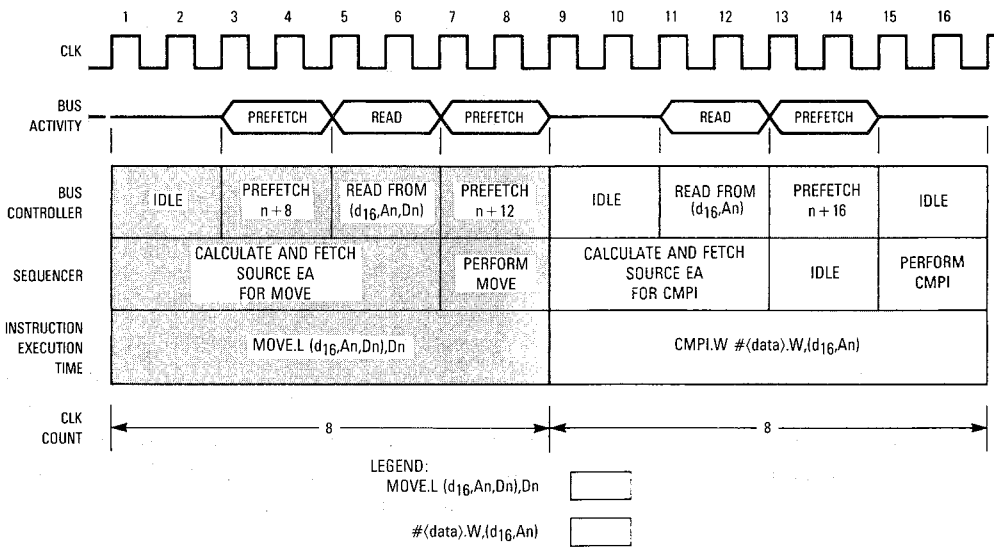 1 2 3 4 5 6 7 8 9 10 11 12 13 14 15 16
CLK
BUS
ACTIVITY
PREFETCH READ PREFETCH READ PREFETCH
BUS
CONTROLLER
IDLE
PREFETCH
n+8
READ FROM
(d16,An,Dn)
PREFETCH
n+12
IDLE
READ FROM
(d16,An)
PREFETCH
n+16
IDLE
SEQUENCER
CALCULATE AND FETCH
SOURCE EA
FOR MOVE
PERFORM
MOVE
CALCULATE AND FETCH
SOURCE EA
FOR CMPI
IDLE
PERFORM
CMPI
INSTRUCTION
EXECUTION
TIME
MOVE.L (d16,An,Dn),Dn
CMPI.W #⟨data⟩.W,(d16,An)
CLK
COUNT
8 8
LEGEND:
MOVE.L (d16,An,Dn),Dn
#⟨data⟩.W,(d16,An)